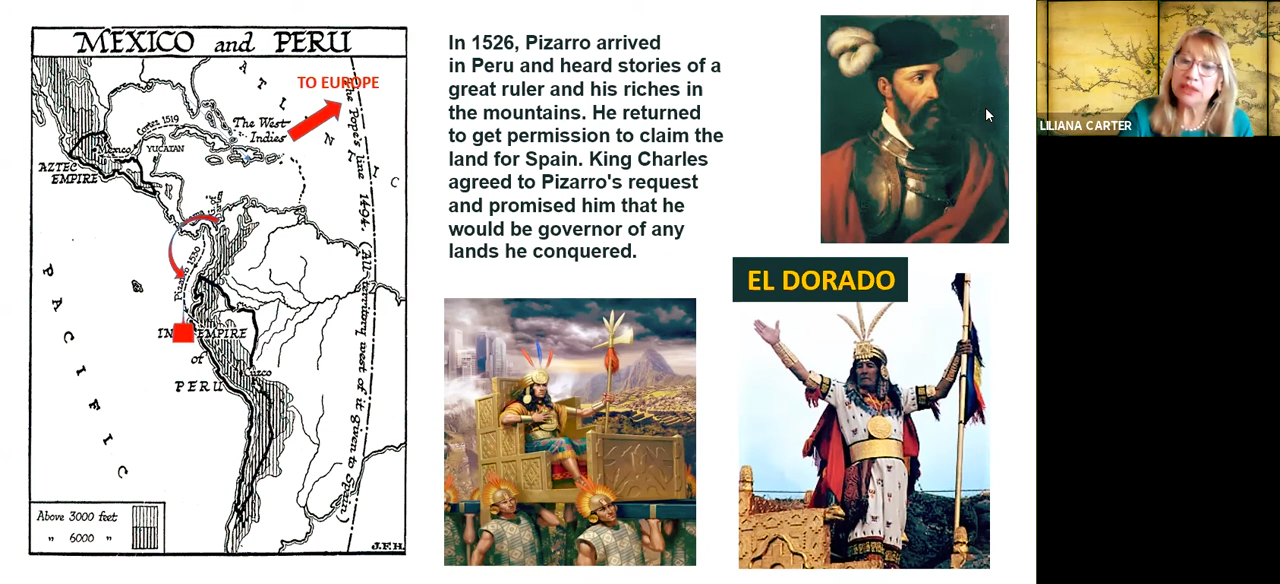 MEXICO and PERU
TO EUROPE
ATLAN
The West
Indies
Cortez 1519
Mexico
YUCATAN
AZTEC
EMPIRE
C
The Pope's line 1494. (All territory west of it given to Spain)
Pizarro 1530
IN EMPIRE
of
PERU
Cuzco
PACIFIC
Above 3000 feet
" 6000 "
J.F.H.
In 1526, Pizarro arrived
in Peru and heard stories of a
great ruler and his riches in
the mountains. He returned
to get permission to claim the
land for Spain. King Charles
agreed to Pizarro's request
and promised him that he
would be governor of any
lands he conquered.
EL DORADO
LILIANA CARTER